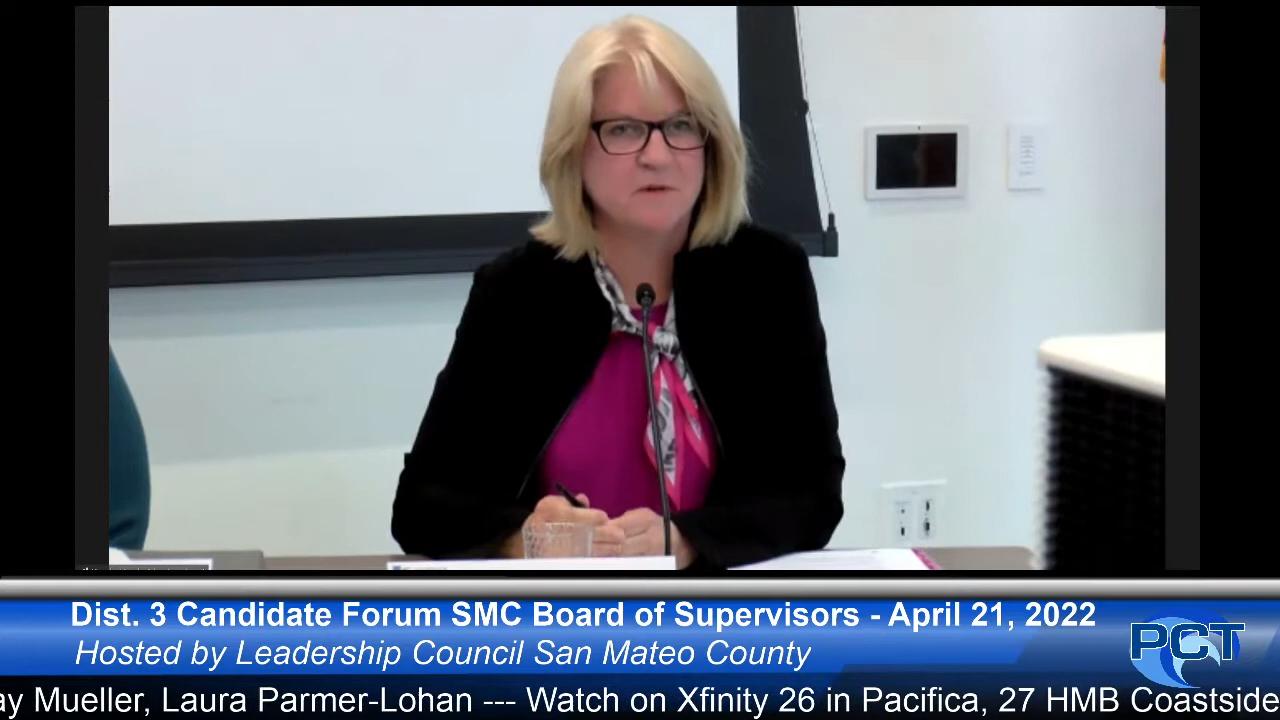 Dist. 3 Candidate Forum SMC Board of Supervisors - April 21, 2022
Hosted by Leadership Council San Mateo County
PCT
ay Mueller, Laura Parmer-Lohan --- Watch on Xfinity 26 in Pacifica, 27 HMB Coastside